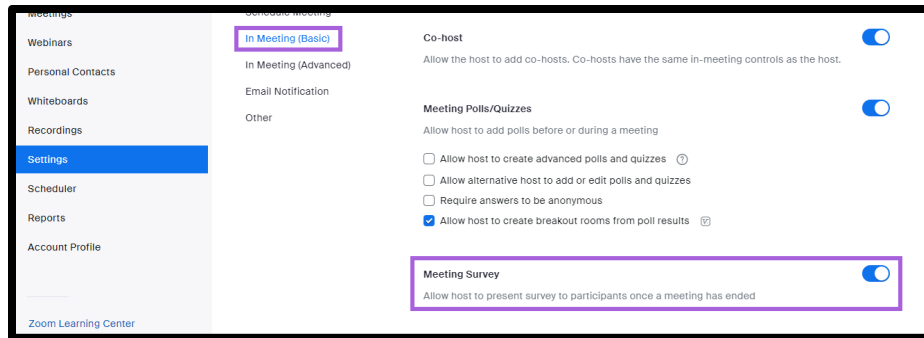 Meetings
Webinars
Personal Contacts
Whiteboards
Recordings
Settings
Scheduler
Reports
Account Profile
Zoom Learning Center
Schedule Meeting
In Meeting (Basic)
In Meeting (Advanced)
Email Notification
Other
Co-host
Allow the host to add co-hosts. Co-hosts have the same in-meeting controls as the host.
Meeting Polls/Quizzes
Allow host to add polls before or during a meeting
Allow host to create advanced polls and quizzes
Allow alternative host to add or edit polls and quizzes
Require answers to be anonymous
Allow host to create breakout rooms from poll results
Meeting Survey
Allow host to present survey to participants once a meeting has ended